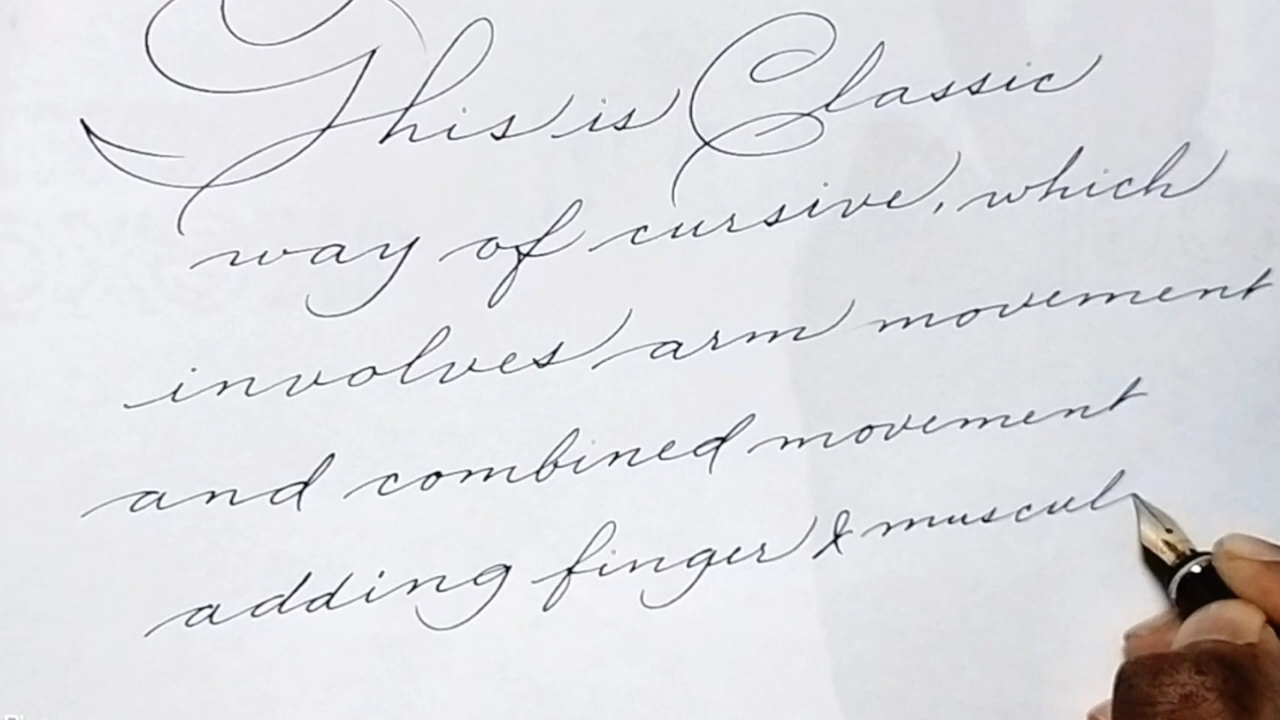 This is Classic
way of cursive, which
involves arm movement
and combined movement
adding finger & muscul